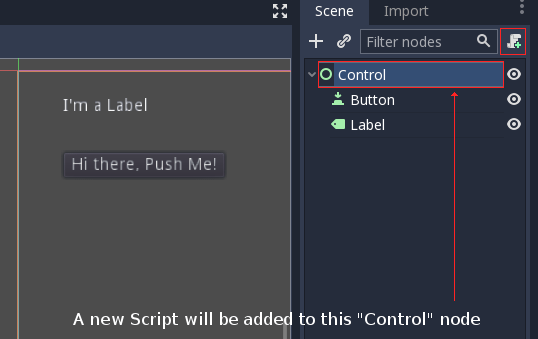 Scene Import
Filter nodes
Control
Button
Label
I'm a Label
Hi there, Push Me!
A new Script will be added to this "Control" node